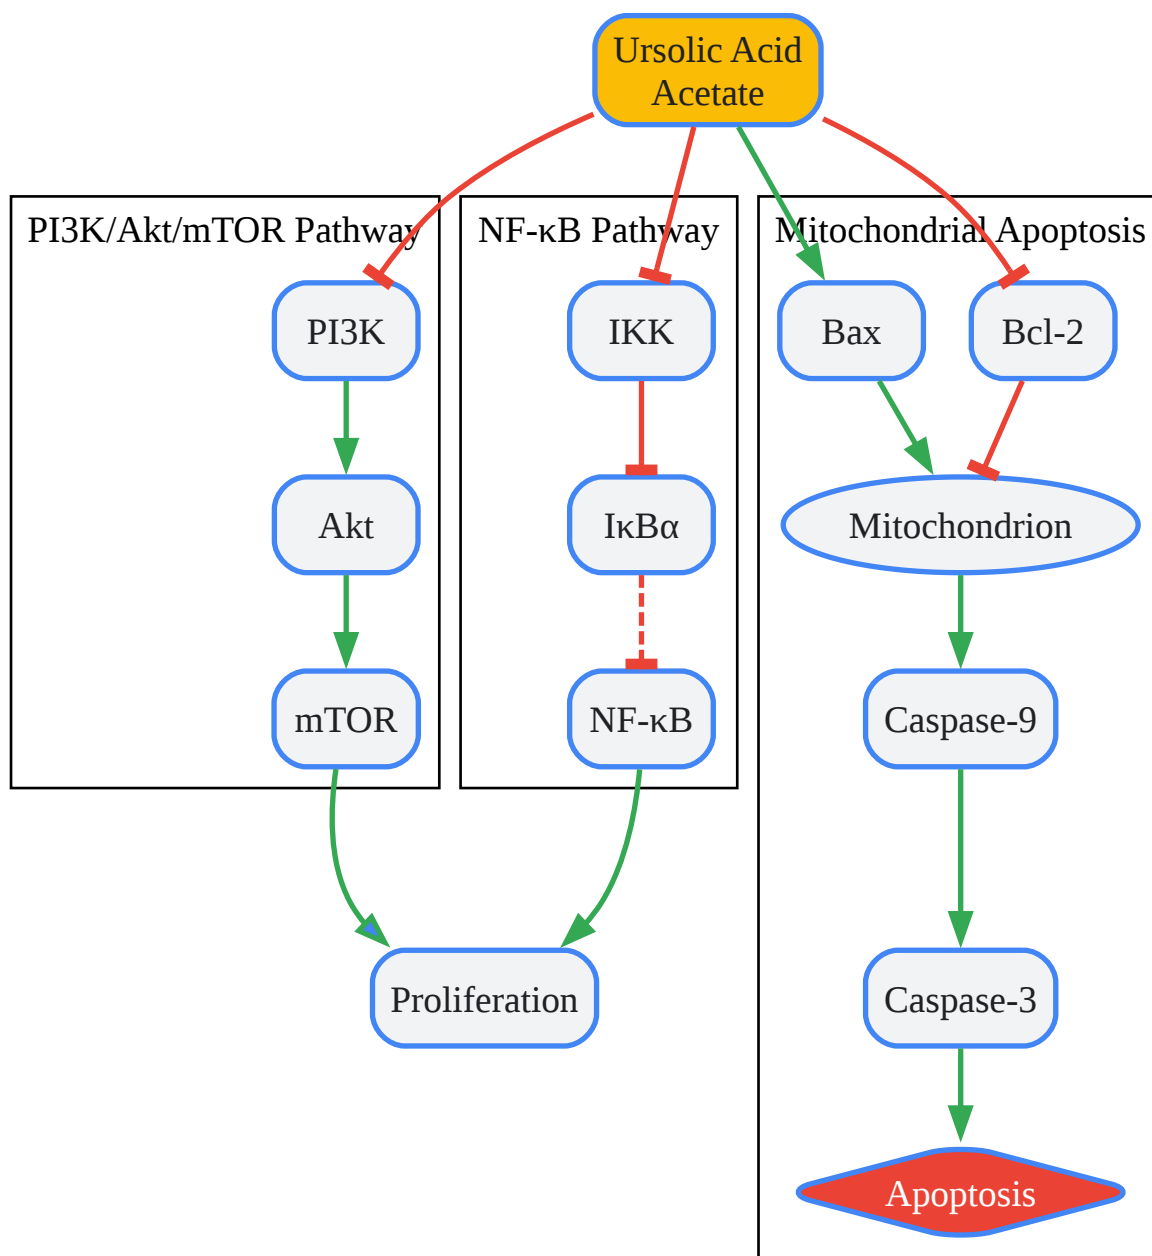 Ursolic Acid
Acetate
PI3K/Akt/mTOR Pathway
NF-κB Pathway
Mitochondrial Apoptosis
PI3K
IKK
Bax
Bcl-2
Akt
IκBα
Mitochondrion
mTOR
NF-κB
Caspase-9
Proliferation
Caspase-3
Apoptosis